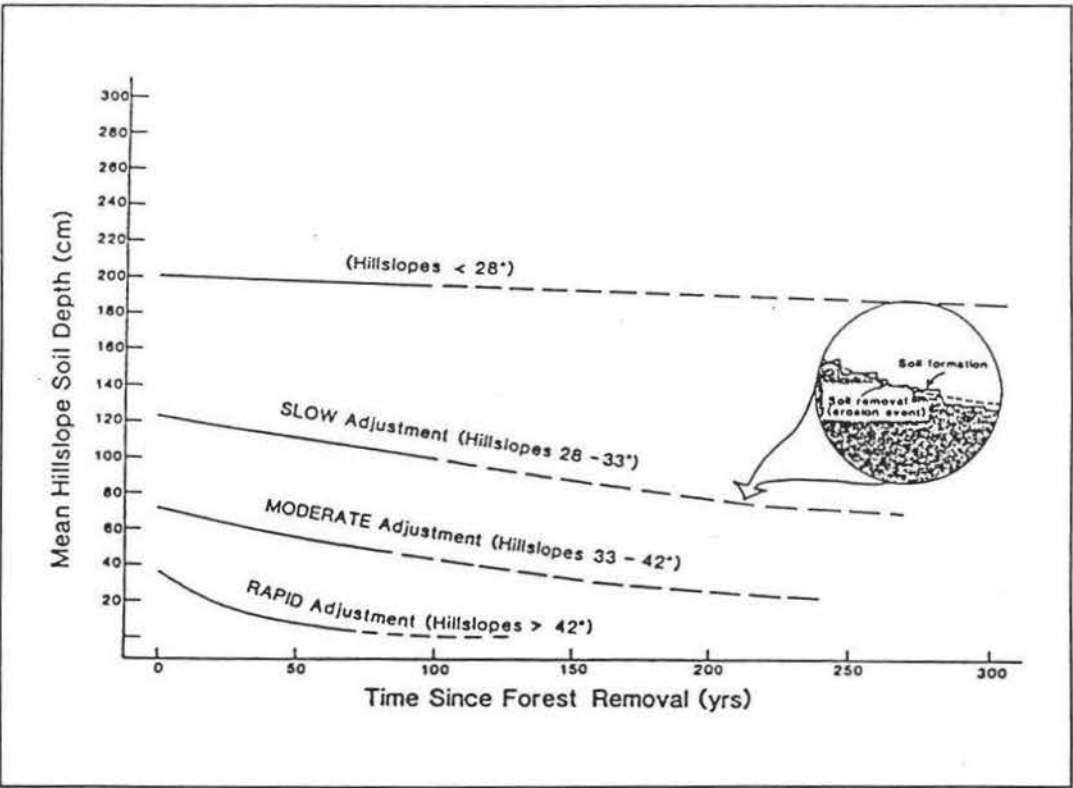 Mean Hillslope Soil Depth (cm)
300
280
260
240
220
200
180
160
140
120
100
80
60
40
20
(Hillslopes < 28°)
SLOW Adjustment (Hillslopes 28 - 33°)
MODERATE Adjustment (Hillslopes 33 - 42°)
RAPID Adjustment (Hillslopes > 42°)
Soil formation
Soil removal
(erosion event)
0
50
100
150
200
250
300
Time Since Forest Removal (yrs)